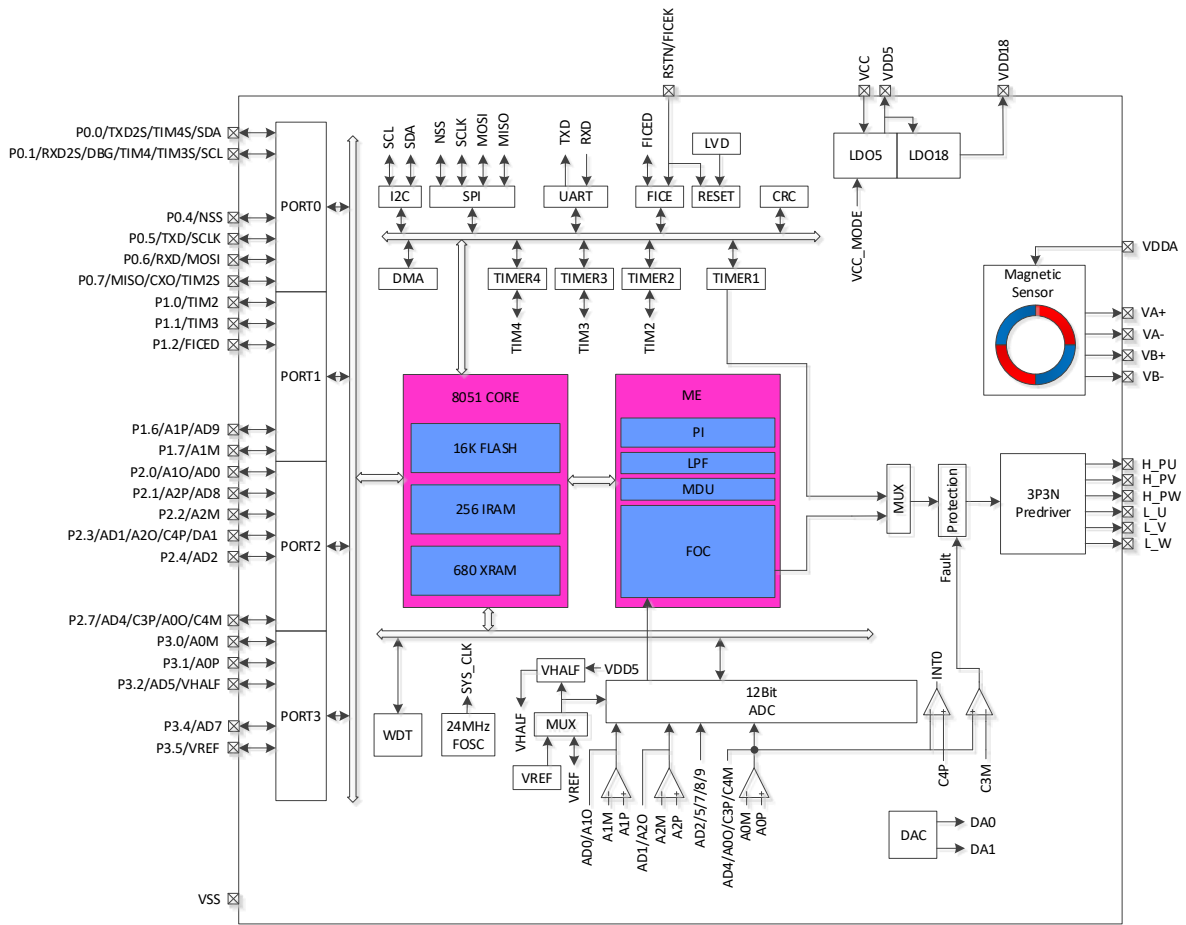 RSTN/FICEK
VCC
VDD5
VDD18
P0.0/TXD2S/TIM4S/SDA
P0.1/RXD2S/DBG/TIM4/TIM3S/SCL
P0.4/NSS
P0.5/TXD/SCLK
P0.6/RXD/MOSI
P0.7/MISO/CXO/TIM2S
P1.0/TIM2
P1.1/TIM3
P1.2/FICED
P1.6/A1P/AD9
P1.7/A1M
P2.0/A1O/AD0
P2.1/A2P/AD8
P2.2/A2M
P2.3/AD1/A2O/C4P/DA1
P2.4/AD2
P2.7/AD4/C3P/A0O/C4M
P3.0/A0M
P3.1/A0P
P3.2/AD5/VHALF
P3.4/AD7
P3.5/VREF
VSS
PORT0
PORT1
PORT2
PORT3
SCL
SDA
NSS
SCLK
MOSI
MISO
TXD
RXD
FICED
LVD
I2C
SPI
UART
FICE
RESET
CRC
DMA
TIMER4
TIMER3
TIMER2
TIMER1
TIM4
TIM3
TIM2
LDO5
LDO18
VCC_MODE
VDDA
Magnetic
Sensor
VA+
VA-
VB+
VB-
8051 CORE
16K FLASH
256 IRAM
680 XRAM
ME
PI
LPF
MDU
FOC
MUX
Protection
Fault
3P3N
Predriver
H_PU
H_PV
H_PW
L_U
L_V
L_W
WDT
SYS_CLK
24MHz
FOSC
VHALF
VDD5
VHALF
MUX
VREF
VREF
12Bit
ADC
AD0/A1O
A1M
A1P
-
+
AD1/A2O
A2M
A2P
-
+
AD2/5/7/8/9
AD4/A0O/C3P/C4M
A0M
A0P
-
+
INT0
-
+
C4P
-
+
C3M
DAC
DA0
DA1